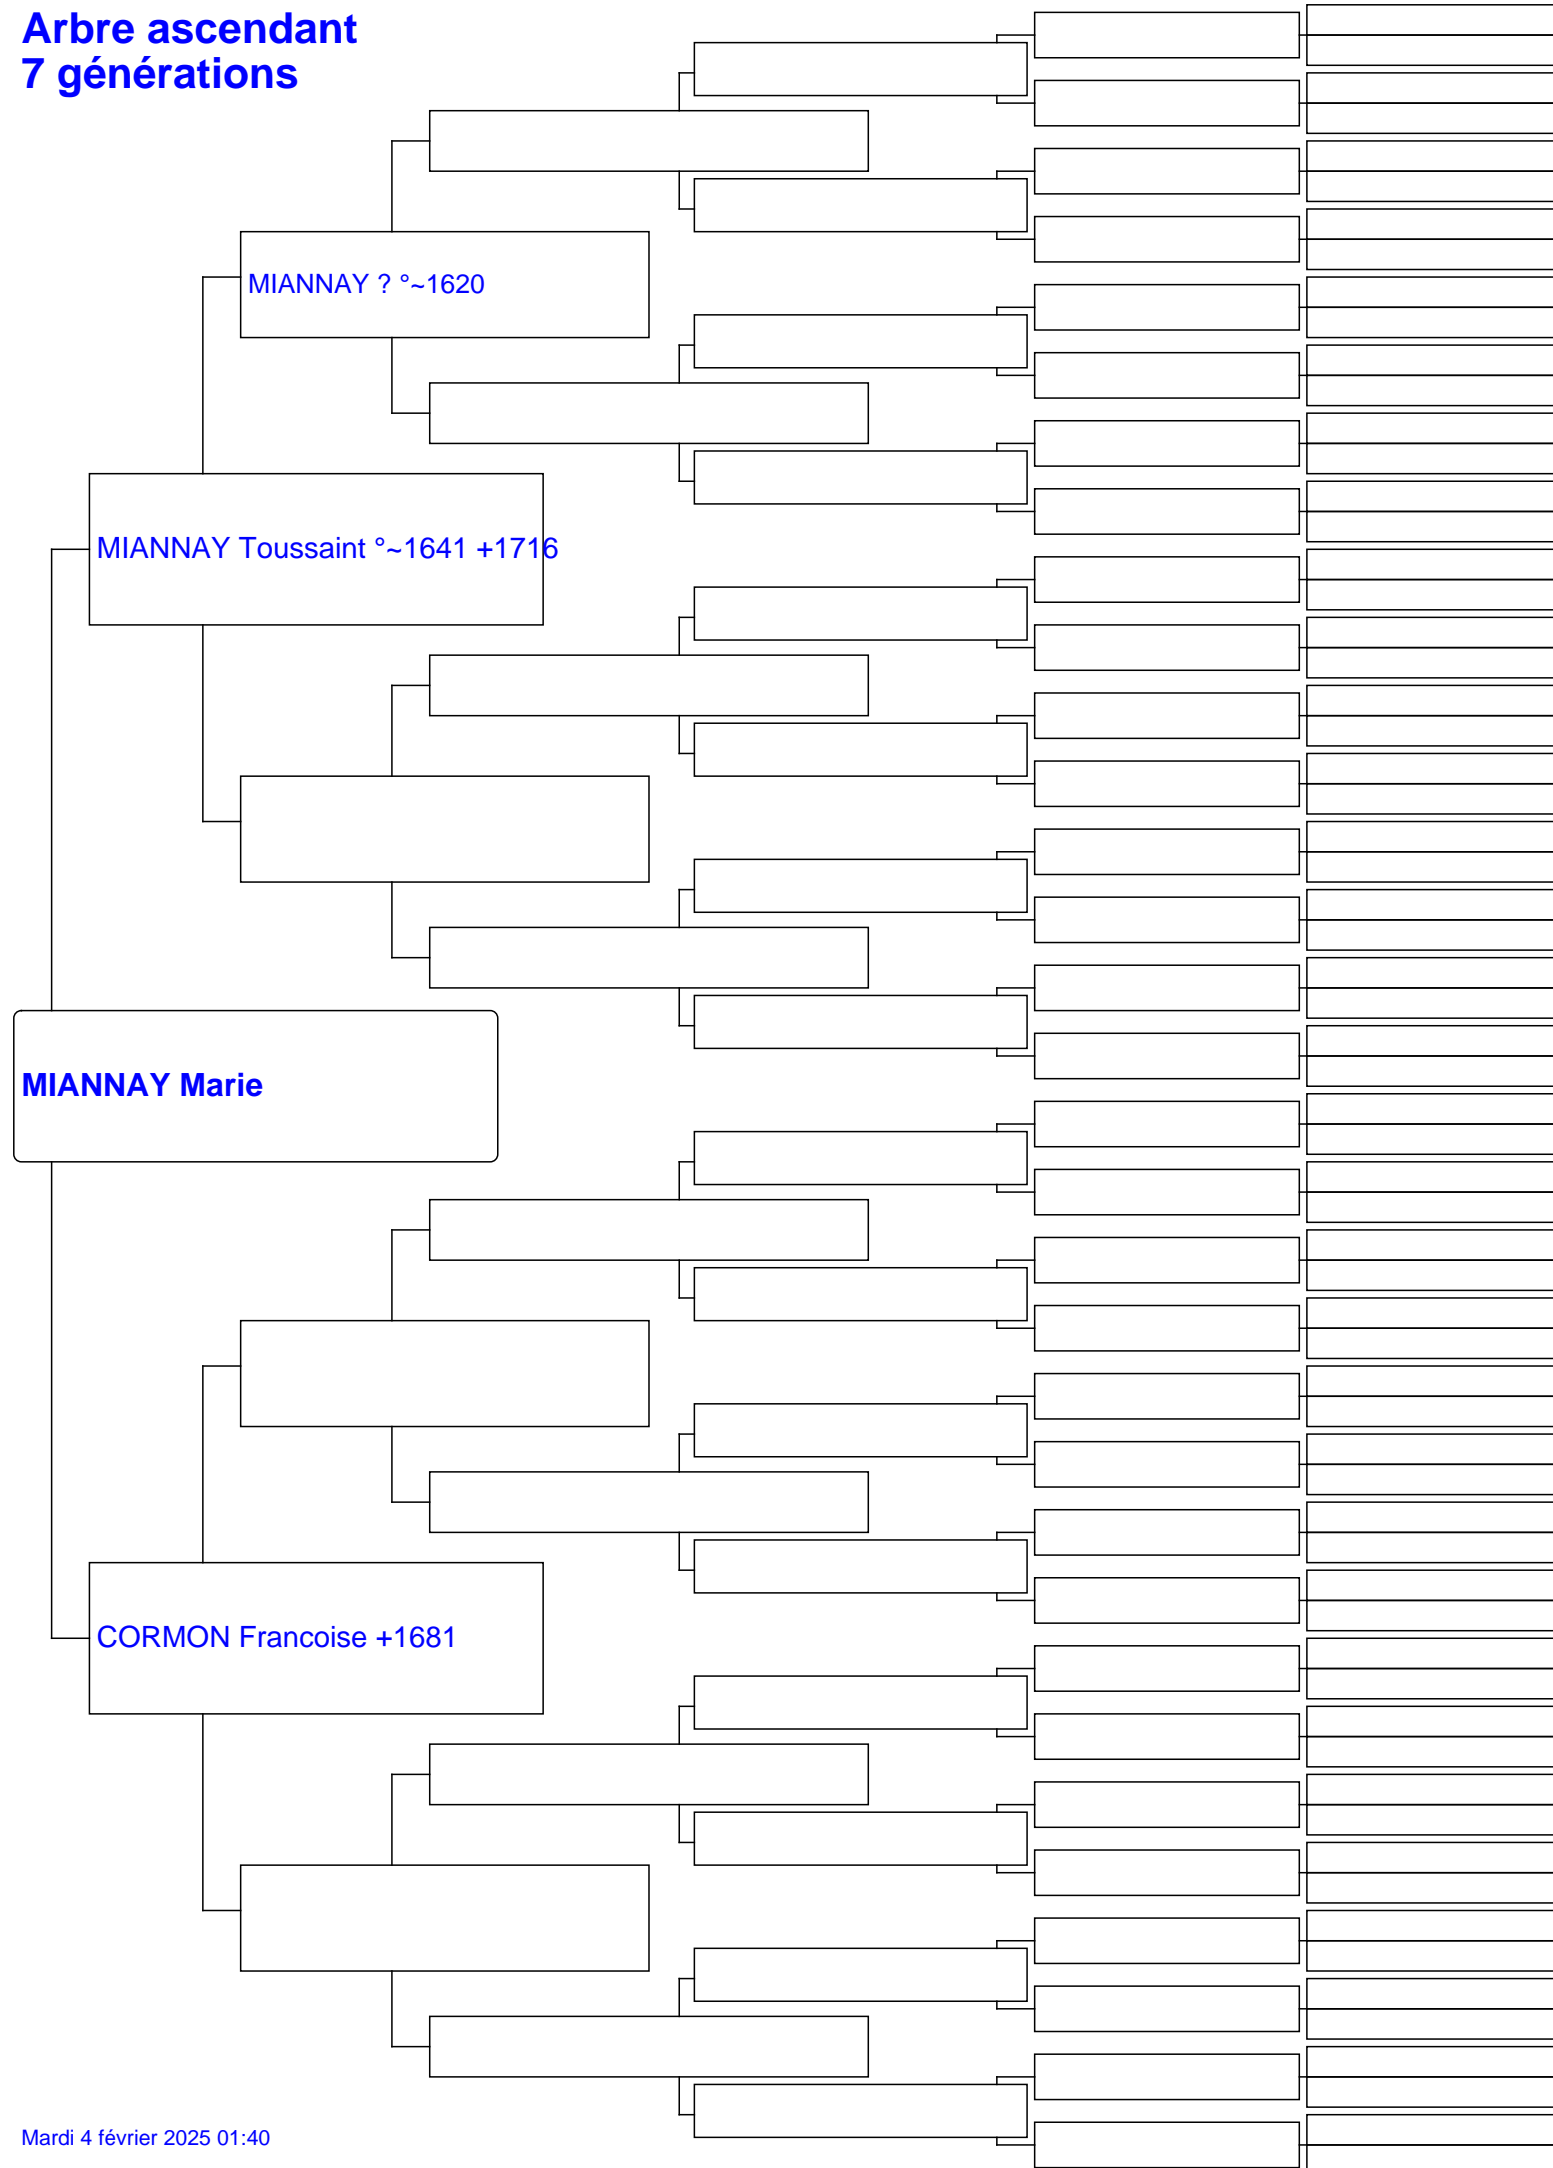 Arbre ascendant
7 générations
MIANNAY ? °~1620
MIANNAY Toussaint °~1641 +1716
MIANNAY Marie
CORMON Francoise +1681
Mardi 4 février 2025 01:40